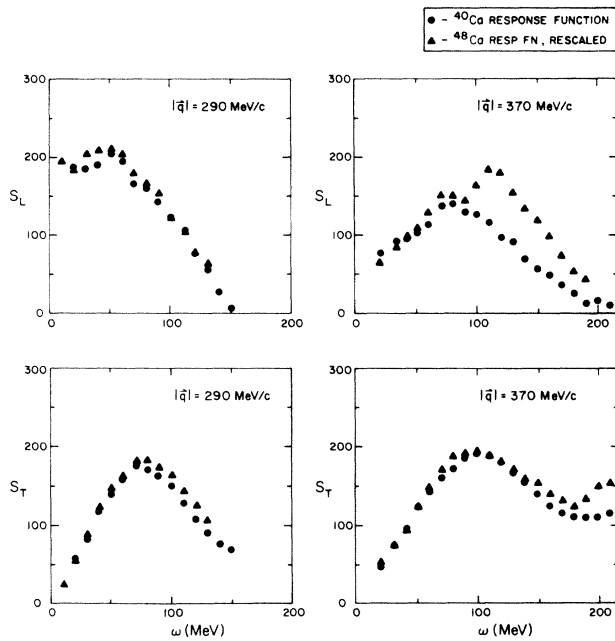 ● - ⁴⁰Ca RESPONSE FUNCTION
▲ - ⁴⁸Ca RESP FN, RESCALED
300
200
100
0
S_L
|q⃗| = 290 MeV/c
0 100 200
300
200
100
0
S_L
|q⃗| = 370 MeV/c
0 100 200
300
200
100
0
S_T
|q⃗| = 290 MeV/c
0 100 200
ω (MeV)
300
200
100
0
S_T
|q⃗| = 370 MeV/c
0 100 200
ω (MeV)